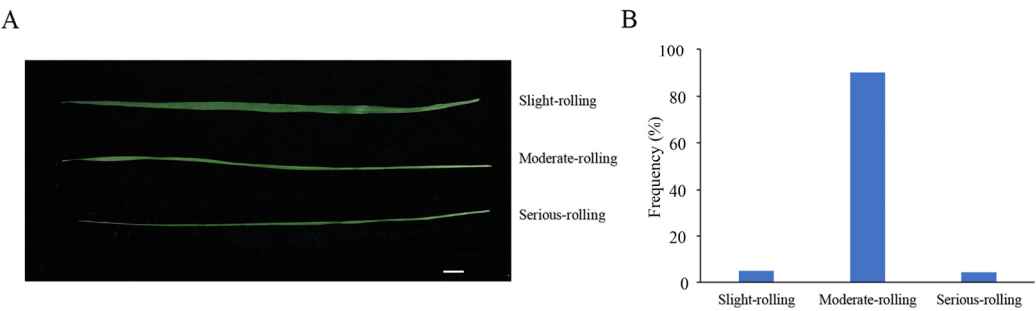 A
Slight-rolling
Moderate-rolling
Serious-rolling
B
Frequency (%)
100
80
60
40
20
0
Slight-rolling
Moderate-rolling
Serious-rolling